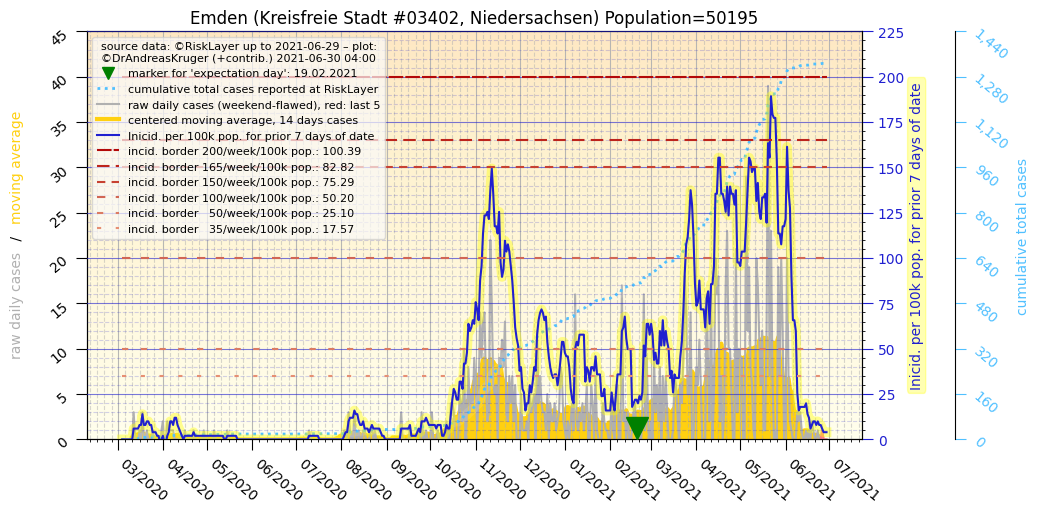 Emden (Kreisfreie Stadt #03402, Niedersachsen) Population=50195
source data: ©RiskLayer up to 2021-06-29 – plot:
©DrAndreasKruger (+contrib.) 2021-06-30 04:00
marker for 'expectation day': 19.02.2021
cumulative total cases reported at RiskLayer
raw daily cases (weekend-flawed), red: last 5
centered moving average, 14 days cases
Inicid. per 100k pop. for prior 7 days of date
incid. border 200/week/100k pop.: 100.39
incid. border 165/week/100k pop.: 82.82
incid. border 150/week/100k pop.: 75.29
incid. border 100/week/100k pop.: 50.20
incid. border 50/week/100k pop.: 25.10
incid. border 35/week/100k pop.: 17.57
raw daily cases / moving average
45
40
35
30
25
20
15
10
5
0
225
200
175
150
125
100
75
50
25
0
Inicid. per 100k pop. for prior 7 days of date
1,440
1,280
1,120
960
800
640
480
320
160
0
cumulative total cases
03/2020
04/2020
05/2020
06/2020
07/2020
08/2020
09/2020
10/2020
11/2020
12/2020
01/2021
02/2021
03/2021
04/2021
05/2021
06/2021
07/2021